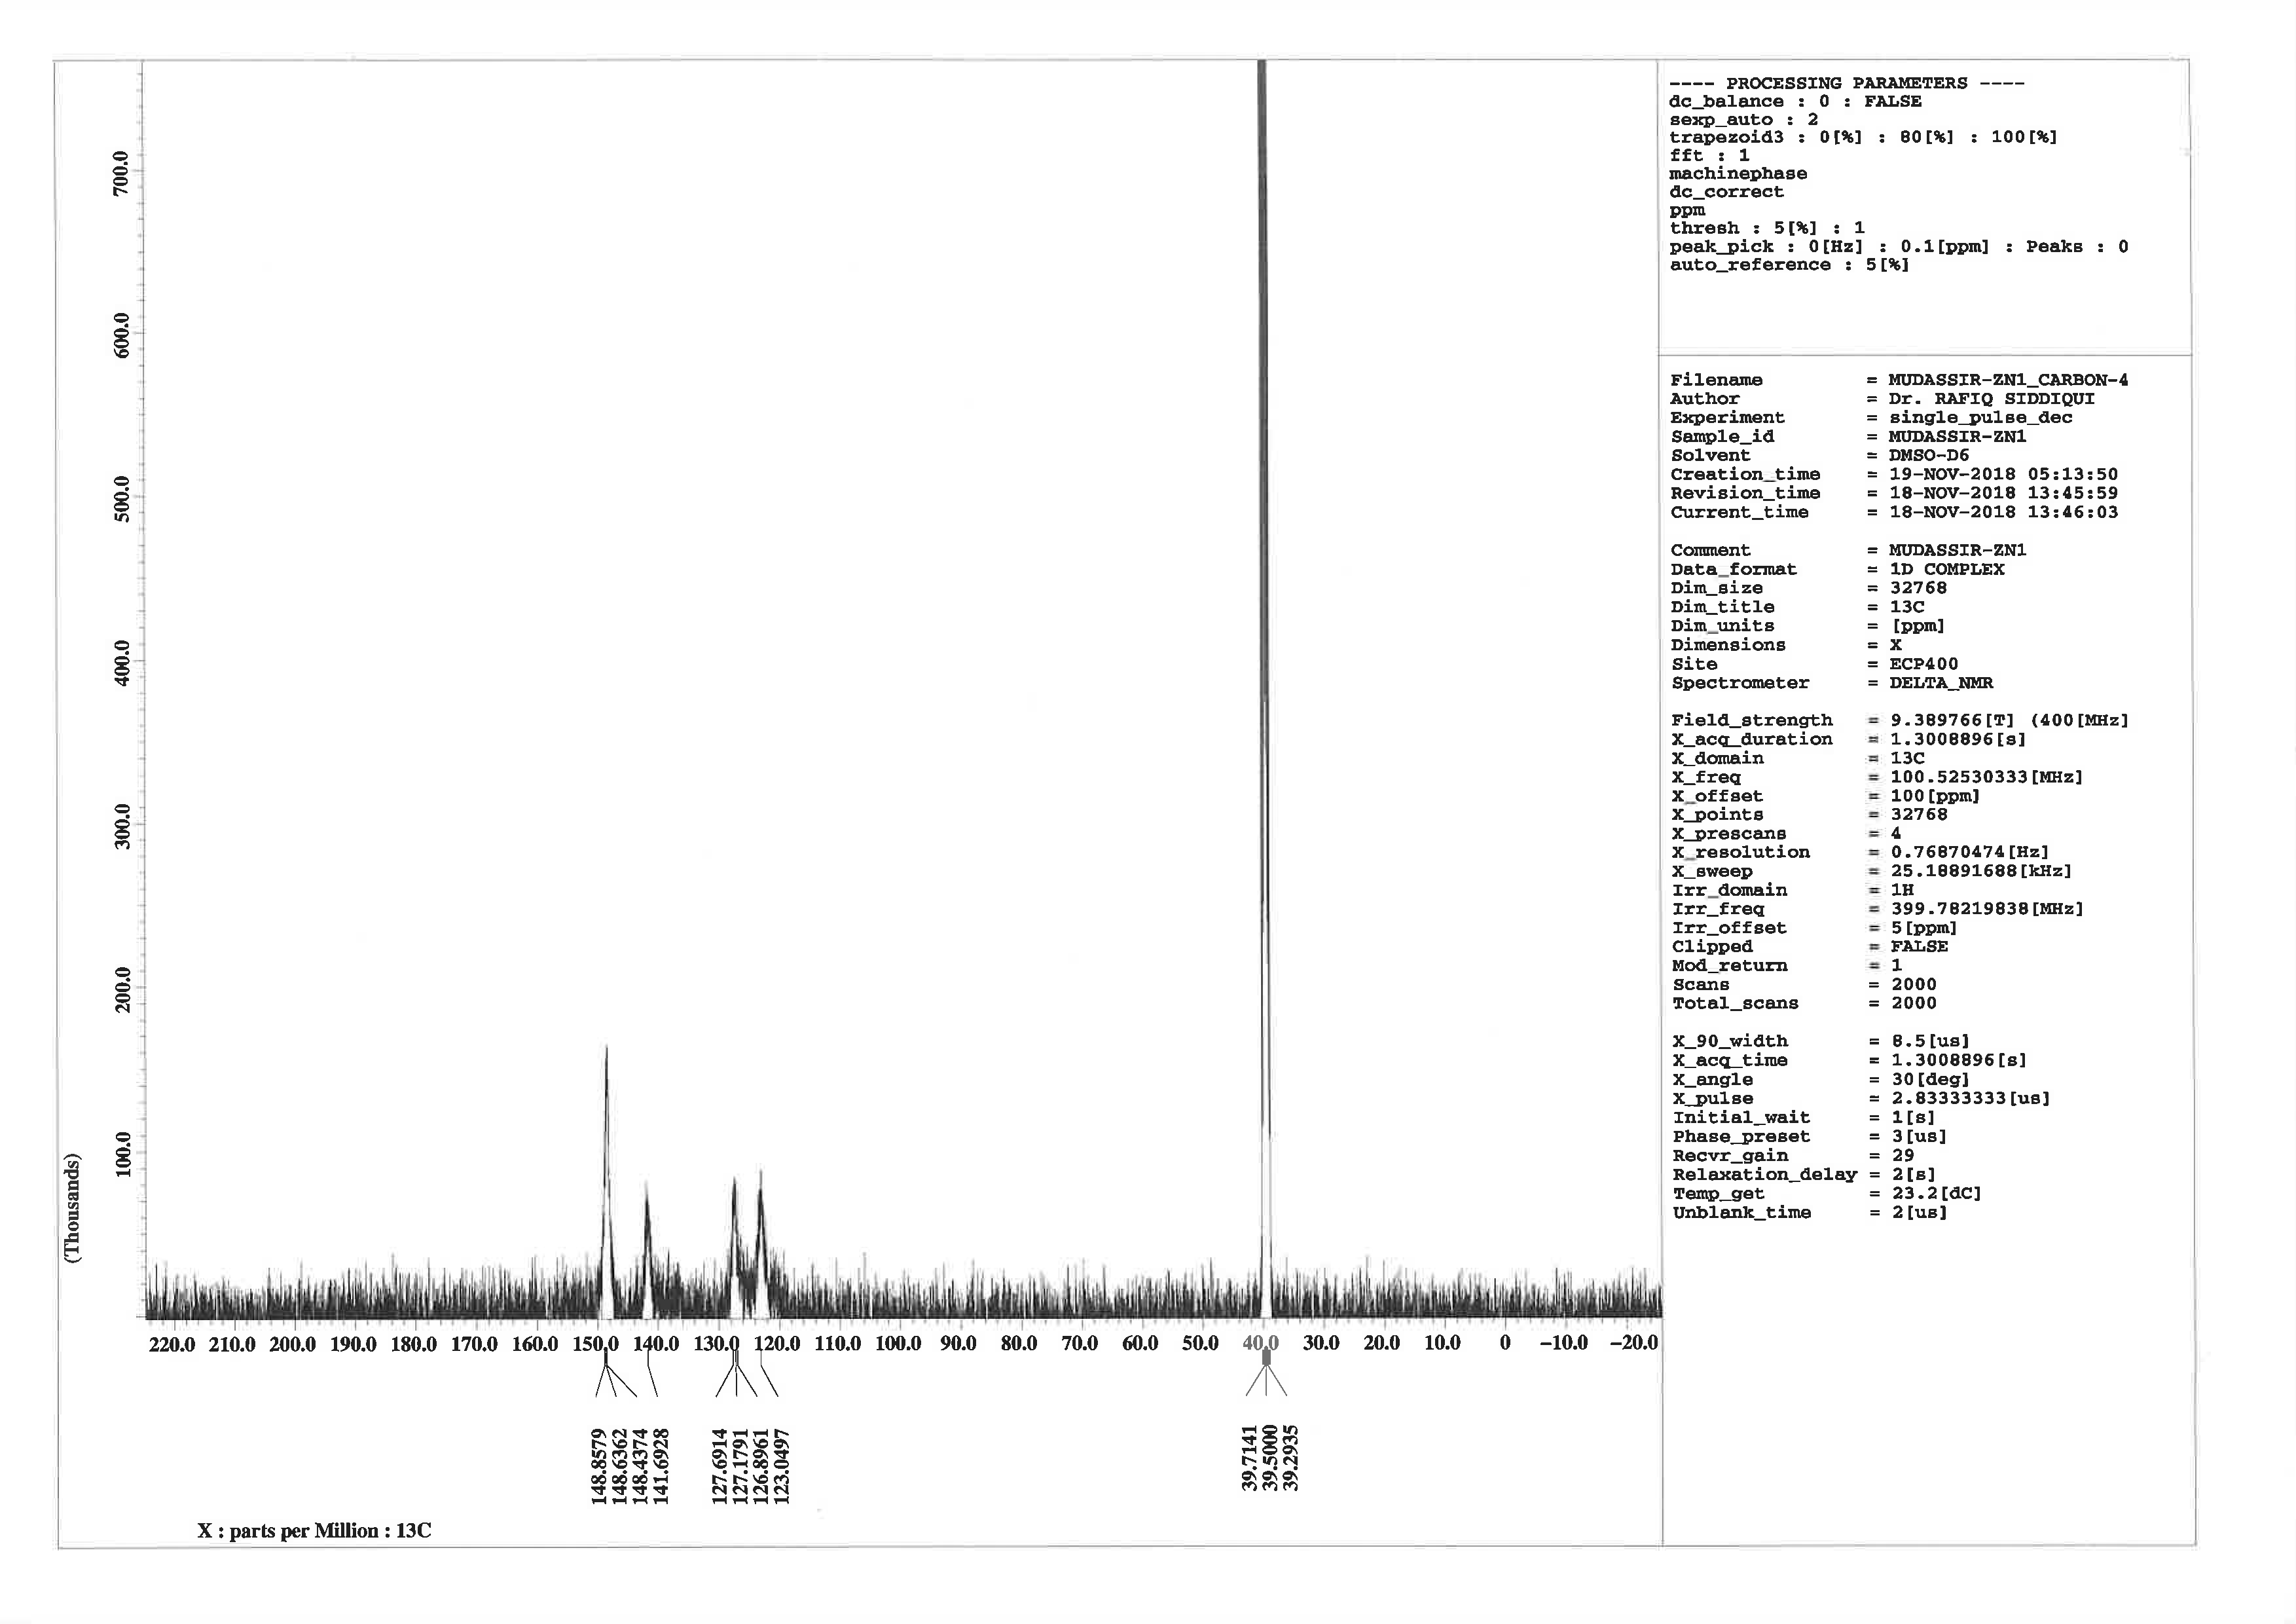 ---- PROCESSING PARAMETERS ----
dc_balance : 0 : FALSE
sexp_auto : 2
trapezoid3 : 0[%] : 80[%] : 100[%]
fft : 1
machinephase
dc_correct
ppm
thresh : 5[%] : 1
peak_pick : 0[Hz] : 0.1[ppm] : Peaks : 0
auto_reference : 5[%]
Filename = MUDASSIR-ZN1_CARBON-4
Author = Dr. RAFIQ SIDDIQUI
Experiment = single_pulse_dec
Sample_id = MUDASSIR-ZN1
Solvent = DMSO-D6
Creation_time = 19-NOV-2018 05:13:50
Revision_time = 18-NOV-2018 13:45:59
Current_time = 18-NOV-2018 13:46:03
Comment = MUDASSIR-ZN1
Data_format = 1D COMPLEX
Dim_size = 32768
Dim_title = 13C
Dim_units = [ppm]
Dimensions = X
Site = ECP400
Spectrometer = DELTA_NMR
Field_strength = 9.389766[T] (400[MHz]
X_acq_duration = 1.3008896[s]
X_domain = 13C
X_freq = 100.52530333[MHz]
X_offset = 100[ppm]
X_points = 32768
X_prescans = 4
X_resolution = 0.76870474[Hz]
X_sweep = 25.18891688[kHz]
Irr_domain = 1H
Irr_freq = 399.78219838[MHz]
Irr_offset = 5[ppm]
Clipped = FALSE
Mod_return = 1
Scans = 2000
Total_scans = 2000
X_90_width = 8.5[us]
X_acq_time = 1.3008896[s]
X_angle = 30[deg]
X_pulse = 2.83333333[us]
Initial_wait = 1[s]
Phase_preset = 3[us]
Recvr_gain = 29
Relaxation_delay = 2[s]
Temp_get = 23.2[dC]
Unblank_time = 2[us]
700.0
600.0
500.0
400.0
300.0
200.0
100.0
(Thousands)
220.0 210.0 200.0 190.0 180.0 170.0 160.0 150.0 140.0 130.0 120.0 110.0 100.0 90.0 80.0 70.0 60.0 50.0 40.0 30.0 20.0 10.0 0 -10.0 -20.0
148.8579
148.6362
148.4374
141.6928
127.6914
127.1791
126.8961
123.0497
39.7141
39.5000
39.2935
X : parts per Million : 13C